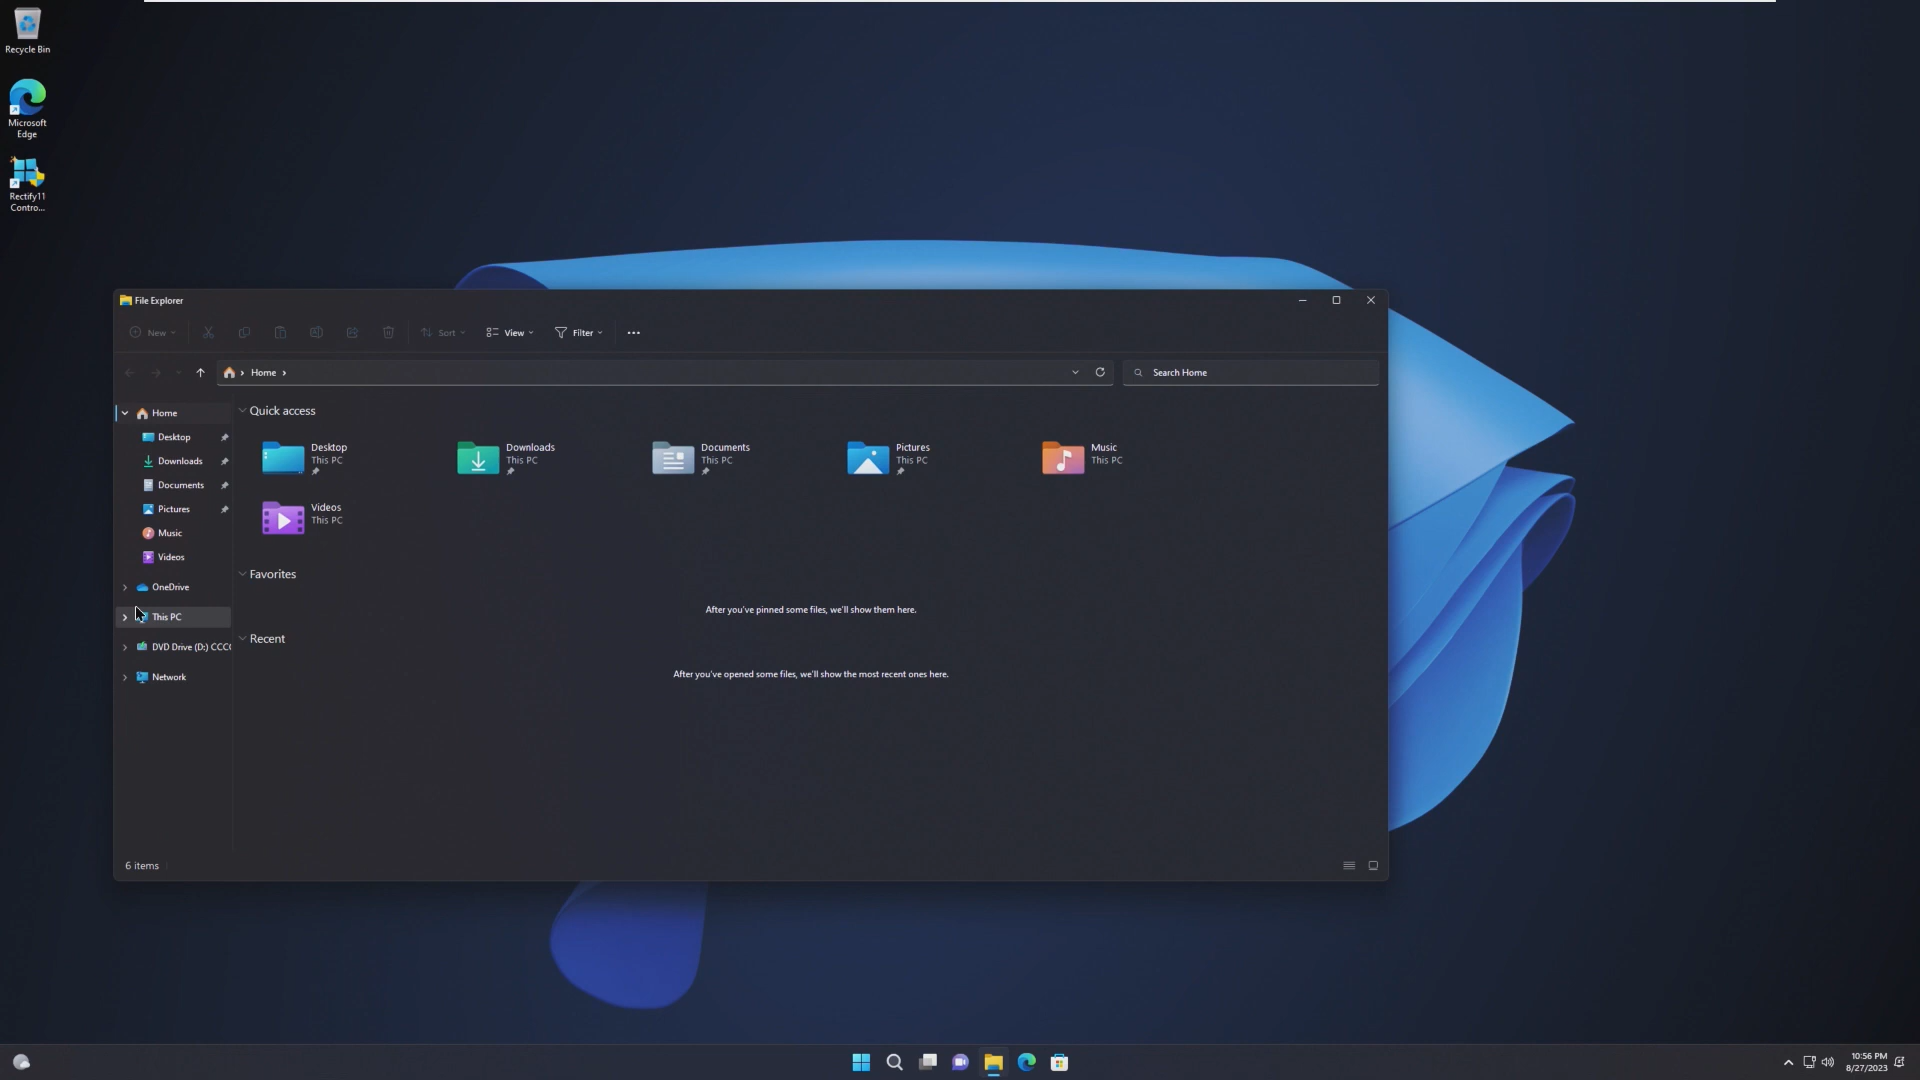 Recycle Bin
Microsoft
Edge
Rectify11
Contro...
File Explorer
New
Sort
View
Filter
Home
Search Home
Home
Desktop
Downloads
Documents
Pictures
Music
Videos
OneDrive
This PC
DVD Drive (D:) CCC
Network
Quick access
Desktop
This PC
Downloads
This PC
Documents
This PC
Pictures
This PC
Music
This PC
Videos
This PC
Favorites
After you've pinned some files, we'll show them here.
Recent
After you've opened some files, we'll show the most recent ones here.
6 items
10:56 PM
8/27/2023